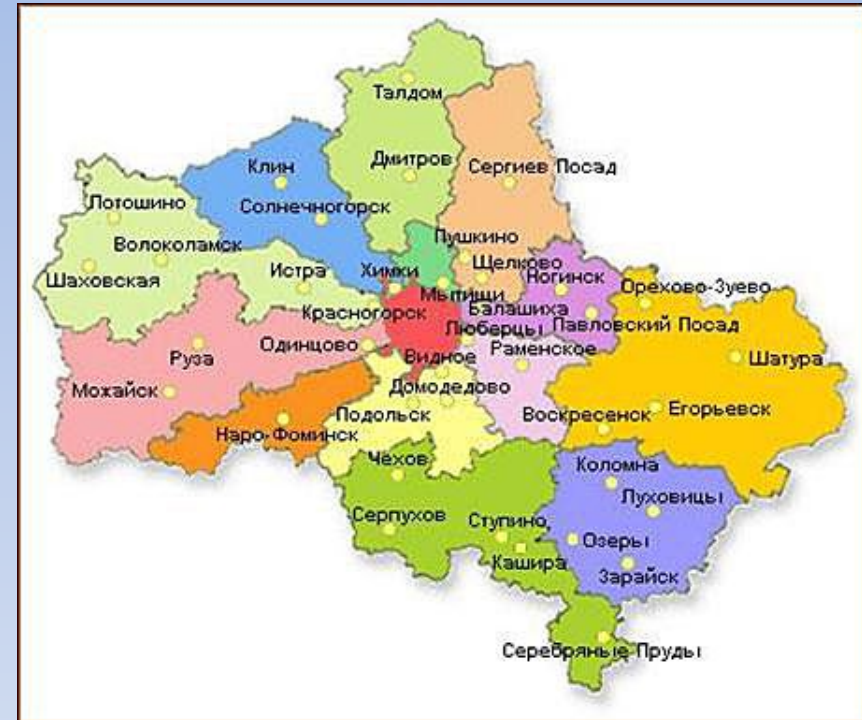 Талдом
Дмитров
Сергиев Посад
Клин
Солнечногорск
Лотошино
Волоколамск
Шаховская
Истра
Химки
Пушкино
Щелково
Ногинск
Орехово-Зуево
Мытищи
Балашиха
Красногорск
Люберцы
Павловский Посад
Одинцово
Видное
Раменское
Шатура
Руза
Можайск
Домодедово
Подольск
Воскресенск
Егорьевск
Наро-Фоминск
Чехов
Коломна
Луховицы
Серпухов
Ступино
Озеры
Кашира
Зарайск
Серебряные Пруды